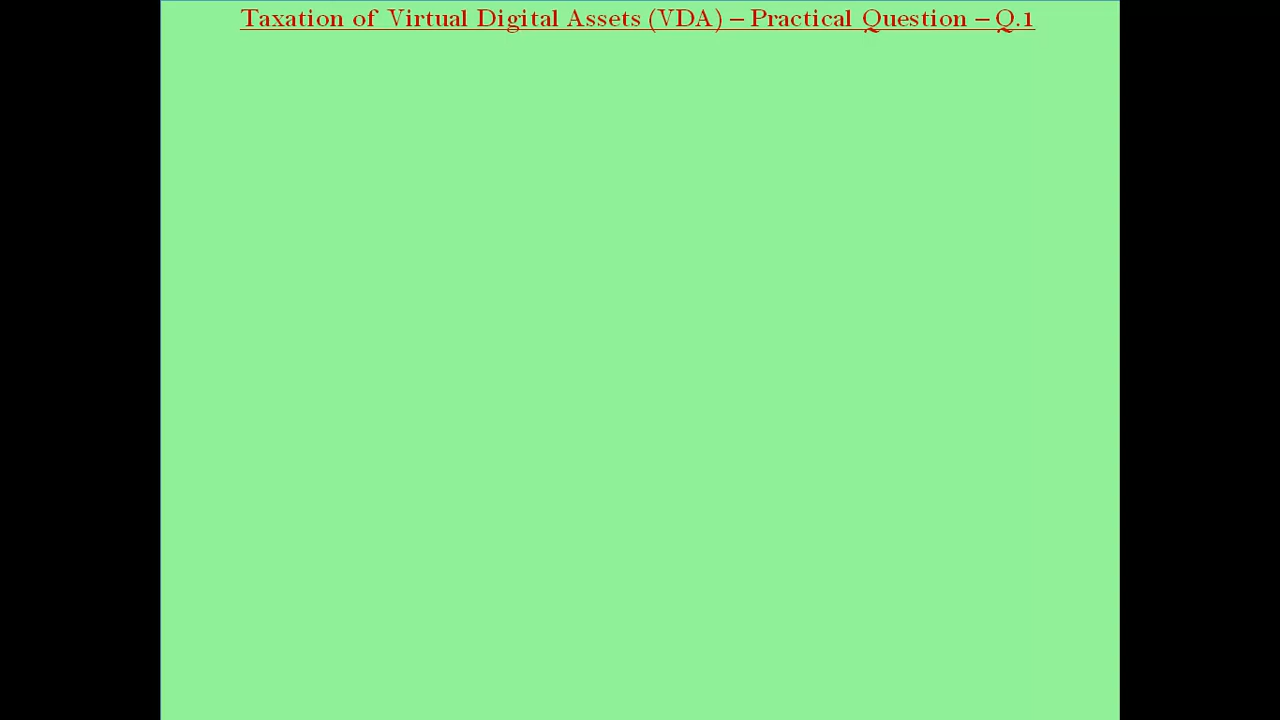 Taxation of Virtual Digital Assets (VDA) – Practical Question – Q.1